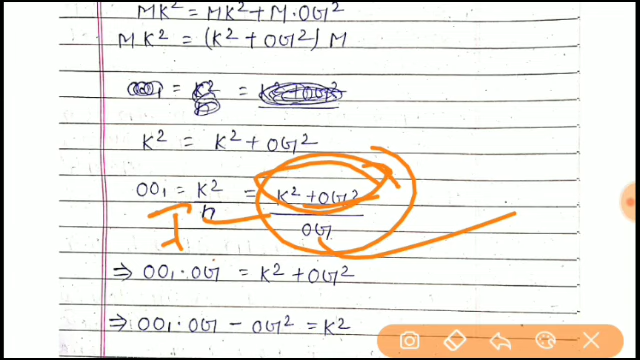 MK² = MK² + M·OG²
MK² = (K² + OG²) M
K² = K² + OG²
OO₁ = K²/h = K² + OG²/OG
I
⇒ OO₁·OG = K² + OG²
⇒ OO₁·OG - OG² = K²